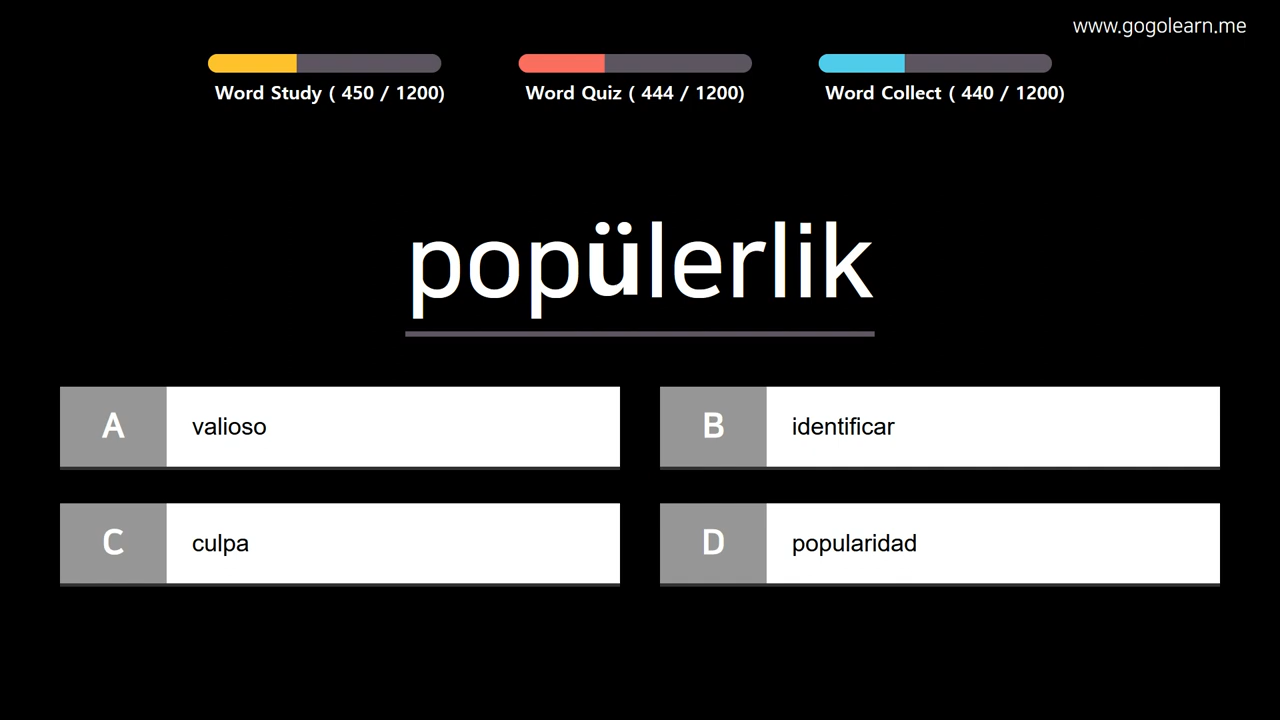 www.gogolearn.me
Word Study ( 450 / 1200)
Word Quiz ( 444 / 1200)
Word Collect ( 440 / 1200)
popülerlik
A valioso
B identificar
C culpa
D popularidad